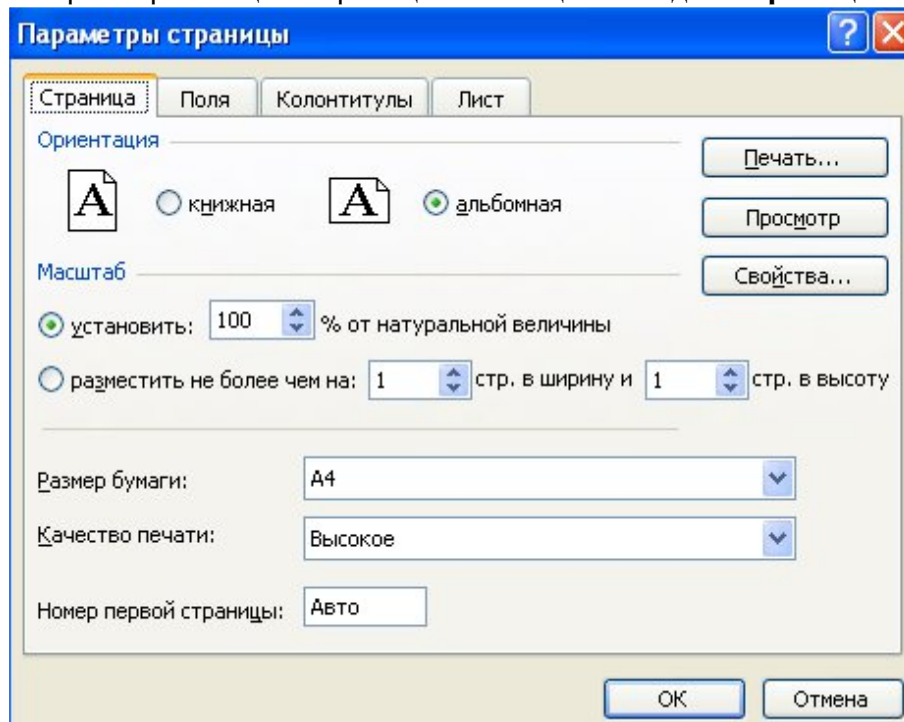 Параметры страницы
Страница Поля Колонтитулы Лист
Ориентация
Печать...
A книжная A альбомная
Просмотр
Масштаб
Свойства...
установить: 100 % от натуральной величины
разместить не более чем на: 1 стр. в ширину и 1 стр. в высоту
Размер бумаги: A4
Качество печати: Высокое
Номер первой страницы: Авто
ОК Отмена